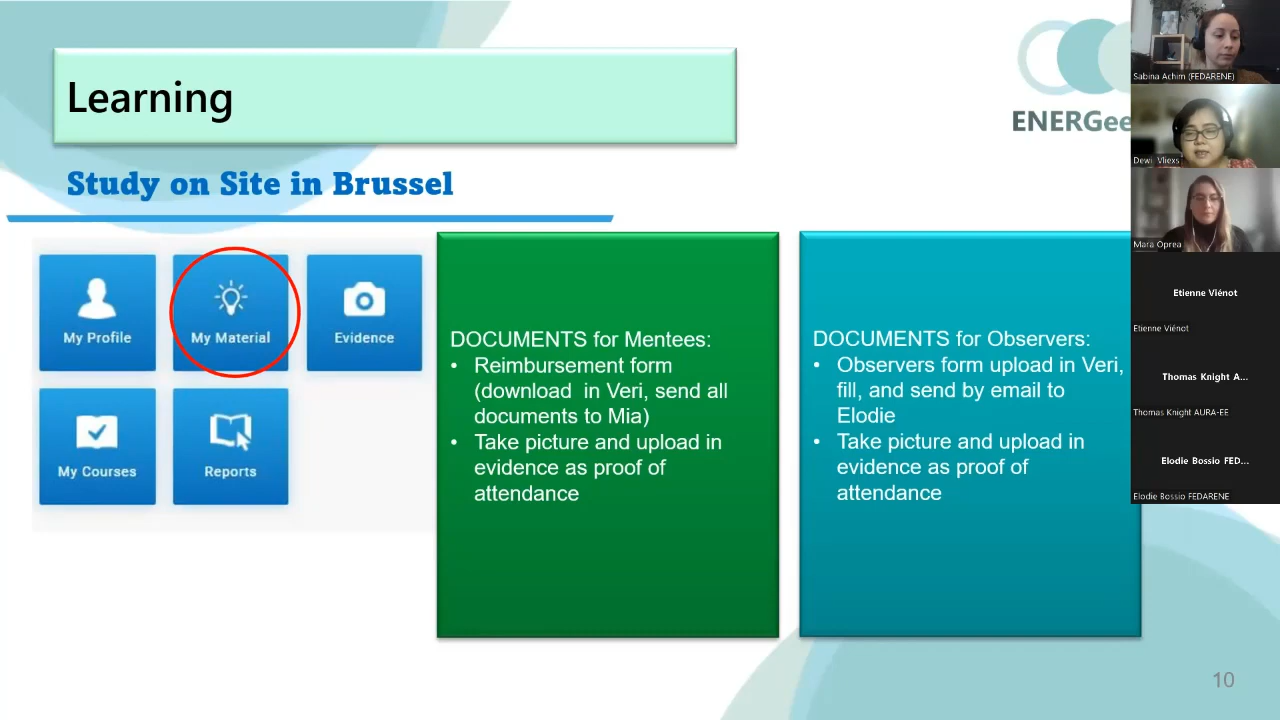 Learning
ENERGee
Study on Site in Brussel
My Profile
My Material
Evidence
My Courses
Reports
DOCUMENTS for Mentees:
• Reimbursement form
(download in Veri, send all
documents to Mia)
• Take picture and upload in
evidence as proof of
attendance
DOCUMENTS for Observers:
• Observers form upload in Veri,
fill, and send by email to
Elodie
• Take picture and upload in
evidence as proof of
attendance
Sabina Achim (FEDARENE)
Dewi Vliexs
Mara Oprea
Etienne Viénot
Etienne Viénot
Thomas Knight A...
Thomas Knight AURA-EE
Elodie Bossio FED...
Elodie Bossio FEDARENE
10